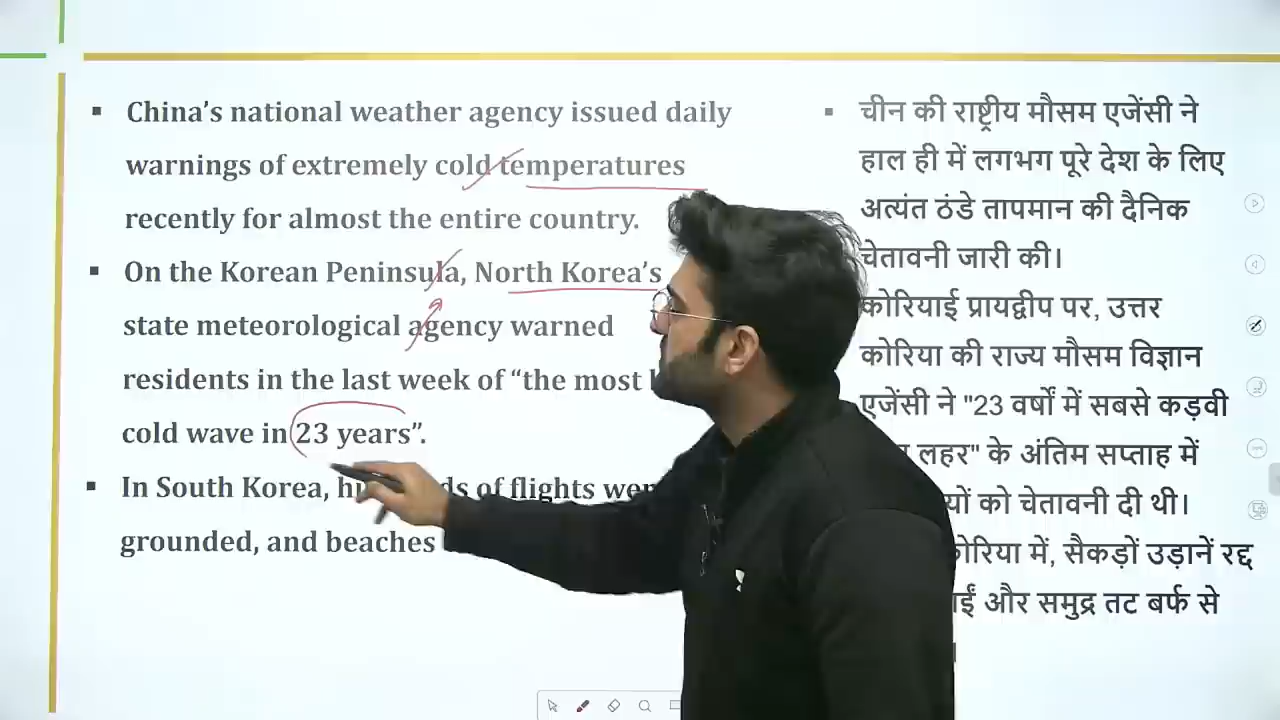 ▪ China’s national weather agency issued daily
warnings of extremely cold temperatures
recently for almost the entire country.
▪ On the Korean Peninsula, North Korea’s
state meteorological agency warned
residents in the last week of “the most
cold wave in 23 years”.
▪ In South Korea, of flights
grounded, and beaches
▪ चीन की राष्ट्रीय मौसम एजेंसी ने
हाल ही में लगभग पूरे देश के लिए
अत्यंत ठंडे तापमान की दैनिक
चेतावनी जारी की।
कोरियाई प्रायद्वीप पर, उत्तर
कोरिया की राज्य मौसम विज्ञान
एजेंसी ने "23 वर्षों में सबसे कड़वी
लहर" के अंतिम सप्ताह में
को चेतावनी दी थी।
में, सैकड़ों उड़ानें रद्द
और समुद्र तट बर्फ से